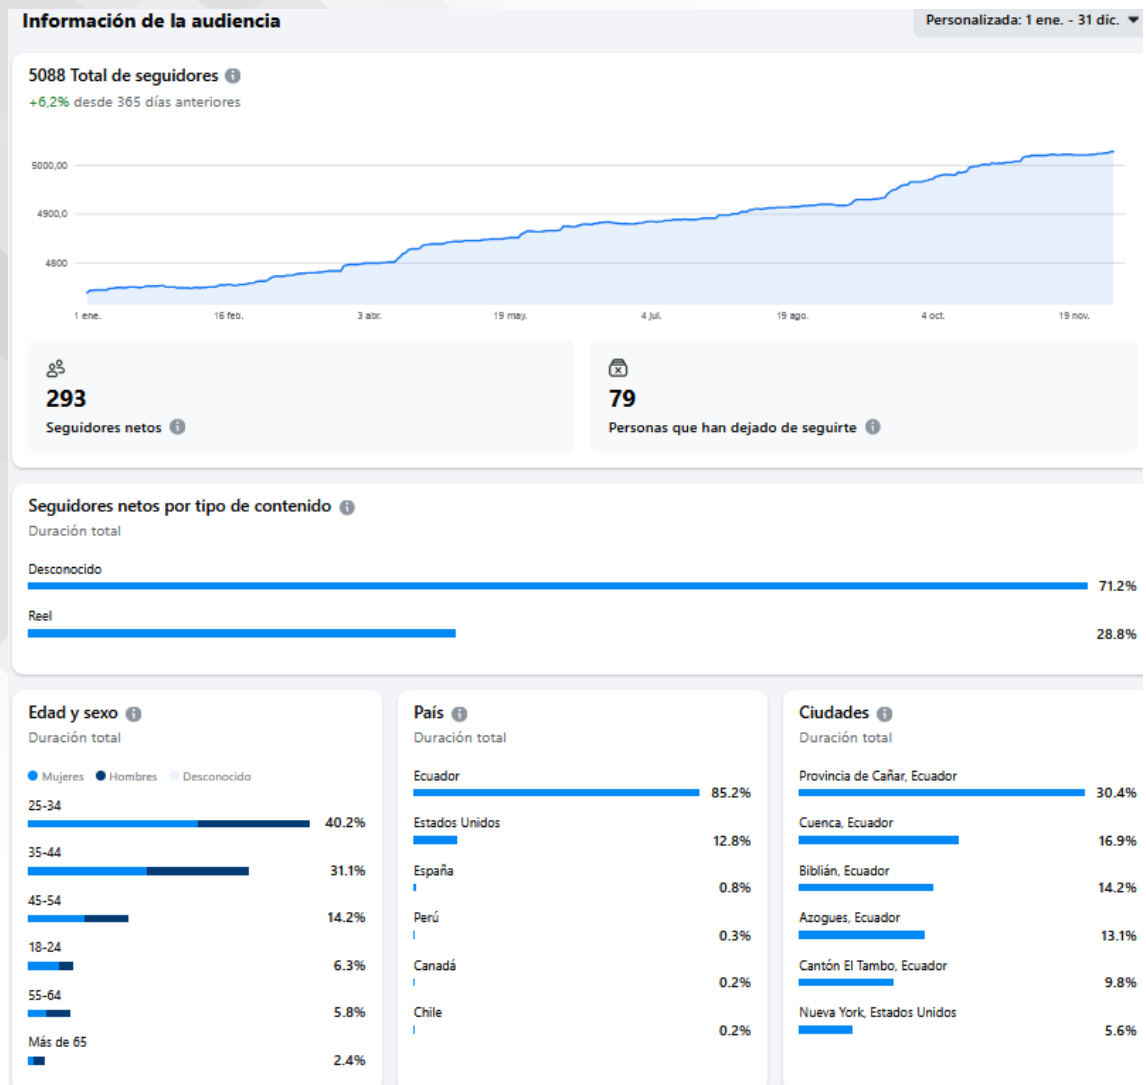 Información de la audiencia
Personalizada: 1 ene. - 31 dic.
5088 Total de seguidores
+6,2% desde 365 días anteriores
5000,00
4900,0
4800
1 ene. 16 feb. 3 abr. 19 may. 4 jul. 19 ago. 4 oct. 19 nov.
293
Seguidores netos
79
Personas que han dejado de seguirte
Seguidores netos por tipo de contenido
Duración total
Desconocido
71.2%
Reel
28.8%
Edad y sexo
Duración total
Mujeres Hombres Desconocido
25-34
40.2%
35-44
31.1%
45-54
14.2%
18-24
6.3%
55-64
5.8%
Más de 65
2.4%
País
Duración total
Ecuador
85.2%
Estados Unidos
12.8%
España
0.8%
Perú
0.3%
Canadá
0.2%
Chile
0.2%
Ciudades
Duración total
Provincia de Cañar, Ecuador
30.4%
Cuenca, Ecuador
16.9%
Biblián, Ecuador
14.2%
Azogues, Ecuador
13.1%
Cantón El Tambo, Ecuador
9.8%
Nueva York, Estados Unidos
5.6%